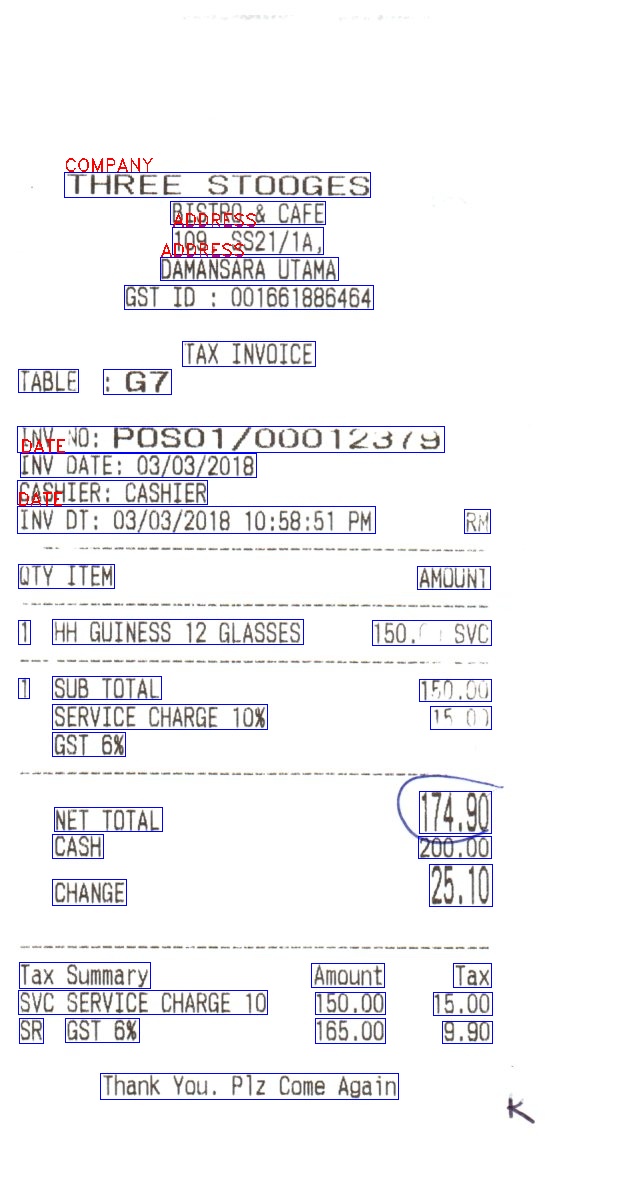 COMPANY
THREE STOOGES
BISTRO & CAFE
ADDRESS
109, SS21/1A,
ADDRESS
DAMANSARA UTAMA
GST ID : 001661886464
TAX INVOICE
TABLE : G7
INV NO: POS01/00012379
DATE
INV DATE: 03/03/2018
CASHIER: CASHIER
DATE
INV DT: 03/03/2018 10:58:51 PM RM
QTY ITEM AMOUNT
1 HH GUINESS 12 GLASSES 150. SVC
1 SUB TOTAL 150.00
SERVICE CHARGE 10% 15.00
GST 6%
NET TOTAL 174.90
CASH 200.00
CHANGE 25.10
Tax Summary Amount Tax
SVC SERVICE CHARGE 10 150.00 15.00
SR GST 6% 165.00 9.90
Thank You. Plz Come Again
K